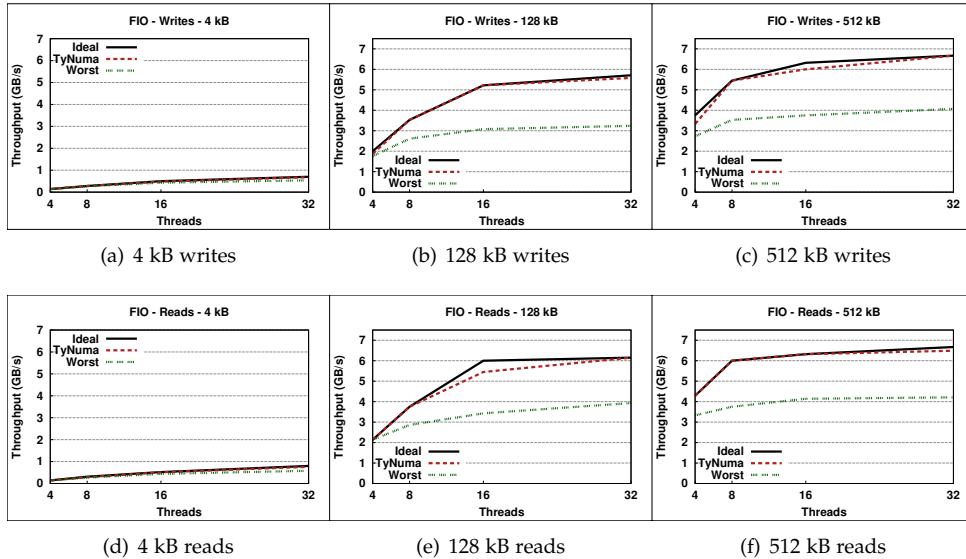 FIO - Writes - 4 kB
Throughput (GB/s)
7
6
5
4
3
2
1
0
Ideal
TyNuma
Worst
4
8
16
32
Threads
(a) 4 kB writes
FIO - Writes - 128 kB
Throughput (GB/s)
7
6
5
4
3
2
1
0
Ideal
TyNuma
Worst
4
8
16
32
Threads
(b) 128 kB writes
FIO - Writes - 512 kB
Throughput (GB/s)
7
6
5
4
3
2
1
0
Ideal
TyNuma
Worst
4
8
16
32
Threads
(c) 512 kB writes
FIO - Reads - 4 kB
Throughput (GB/s)
7
6
5
4
3
2
1
0
Ideal
TyNuma
Worst
4
8
16
32
Threads
(d) 4 kB reads
FIO - Reads - 128 kB
Throughput (GB/s)
7
6
5
4
3
2
1
0
Ideal
TyNuma
Worst
4
8
16
32
Threads
(e) 128 kB reads
FIO - Reads - 512 kB
Throughput (GB/s)
7
6
5
4
3
2
1
0
Ideal
TyNuma
Worst
4
8
16
32
Threads
(f) 512 kB reads